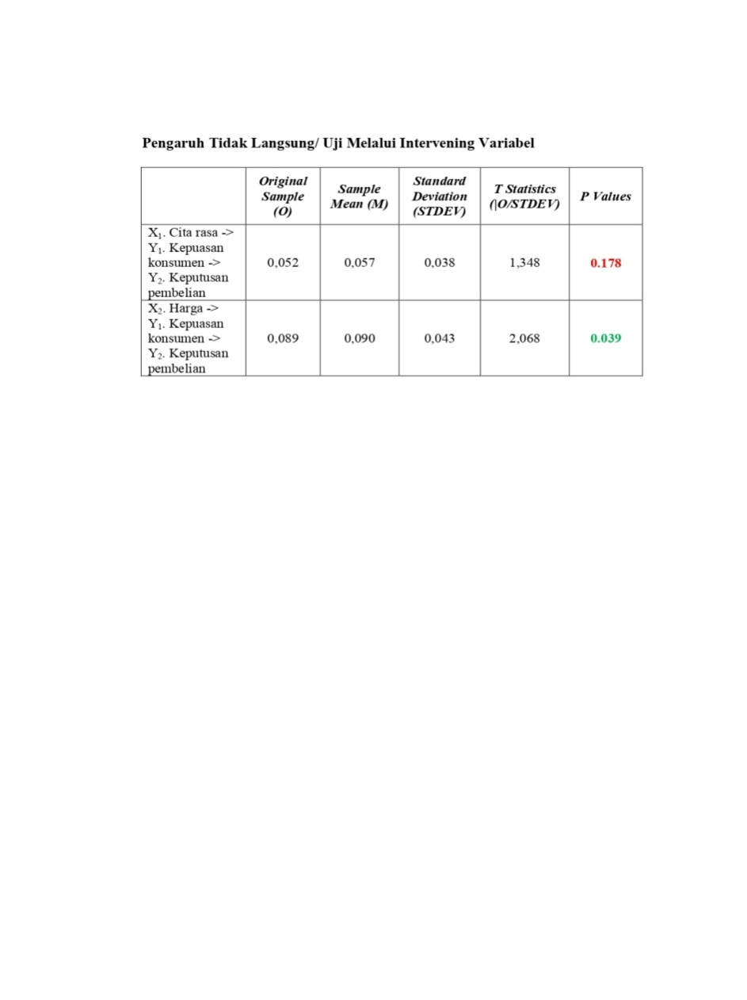 Pengaruh Tidak Langsung/ Uji Melalui Intervening Variabel
Original
Sample
(O)
Sample
Mean (M)
Standard
Deviation
(STDEV)
T Statistics
(|O/STDEV)
P Values
X₁. Cita rasa ->
Y₁. Kepuasan
konsumen ->
Y₂. Keputusan
pembelian
0,052
0,057
0,038
1,348
0.178
X₂. Harga ->
Y₁. Kepuasan
konsumen ->
Y₂. Keputusan
pembelian
0,089
0,090
0,043
2,068
0.039